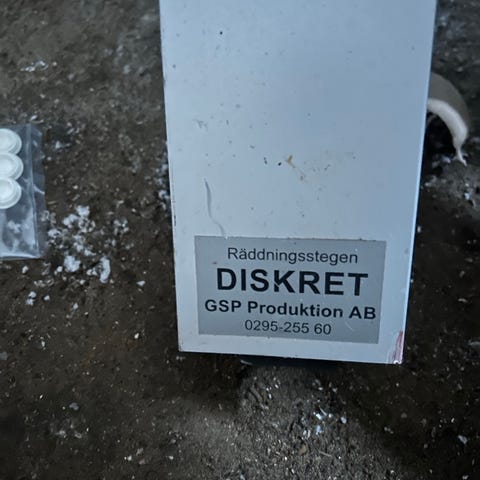 Räddningsstegen
DISKRET
GSP Produktion AB
0295-255 60